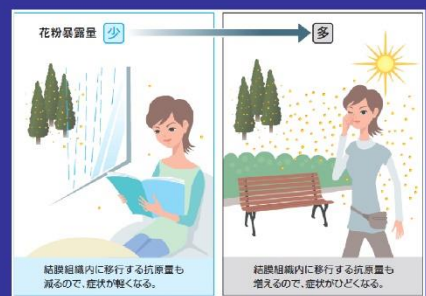 花粉暴露量 少
多
結膜組織内に移行する抗原量も
減るので、症状が軽くなる。
結膜組織内に移行する抗原量も
増えるので、症状がひどくなる。